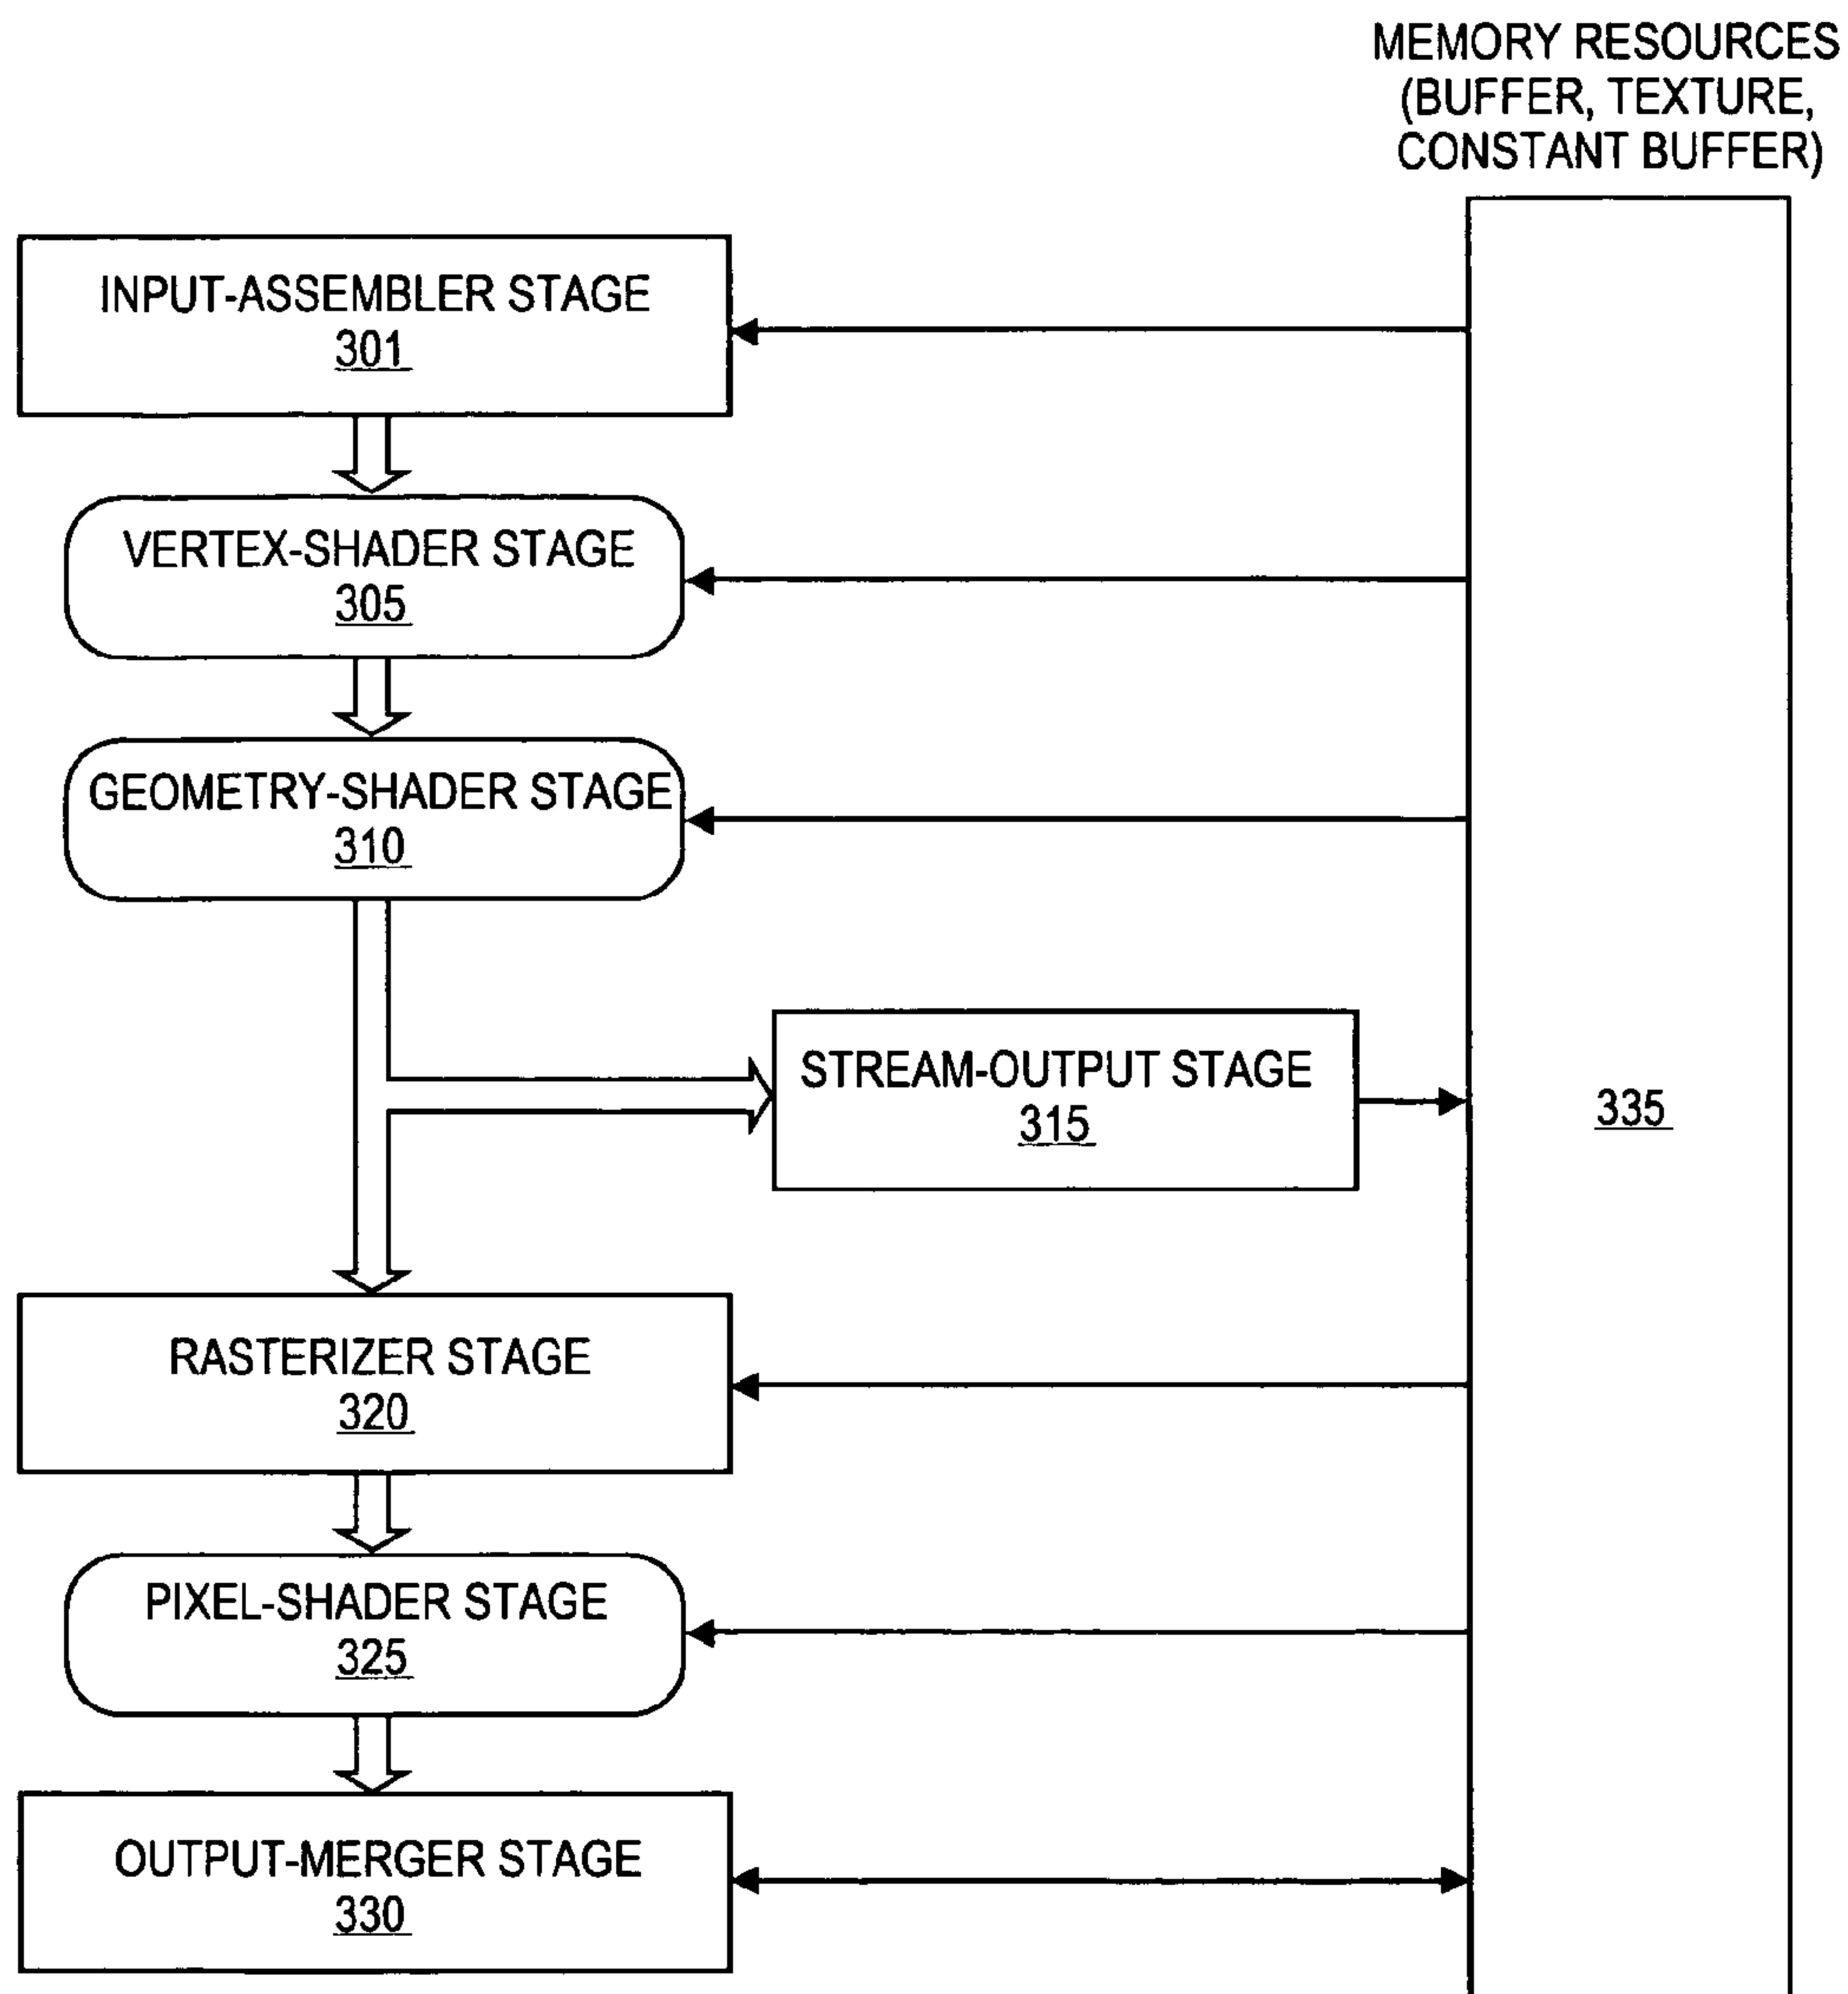 MEMORY RESOURCES
(BUFFER, TEXTURE,
CONSTANT BUFFER)
INPUT-ASSEMBLER STAGE
301
VERTEX-SHADER STAGE
305
GEOMETRY-SHADER STAGE
310
STREAM-OUTPUT STAGE
315
335
RASTERIZER STAGE
320
PIXEL-SHADER STAGE
325
OUTPUT-MERGER STAGE
330